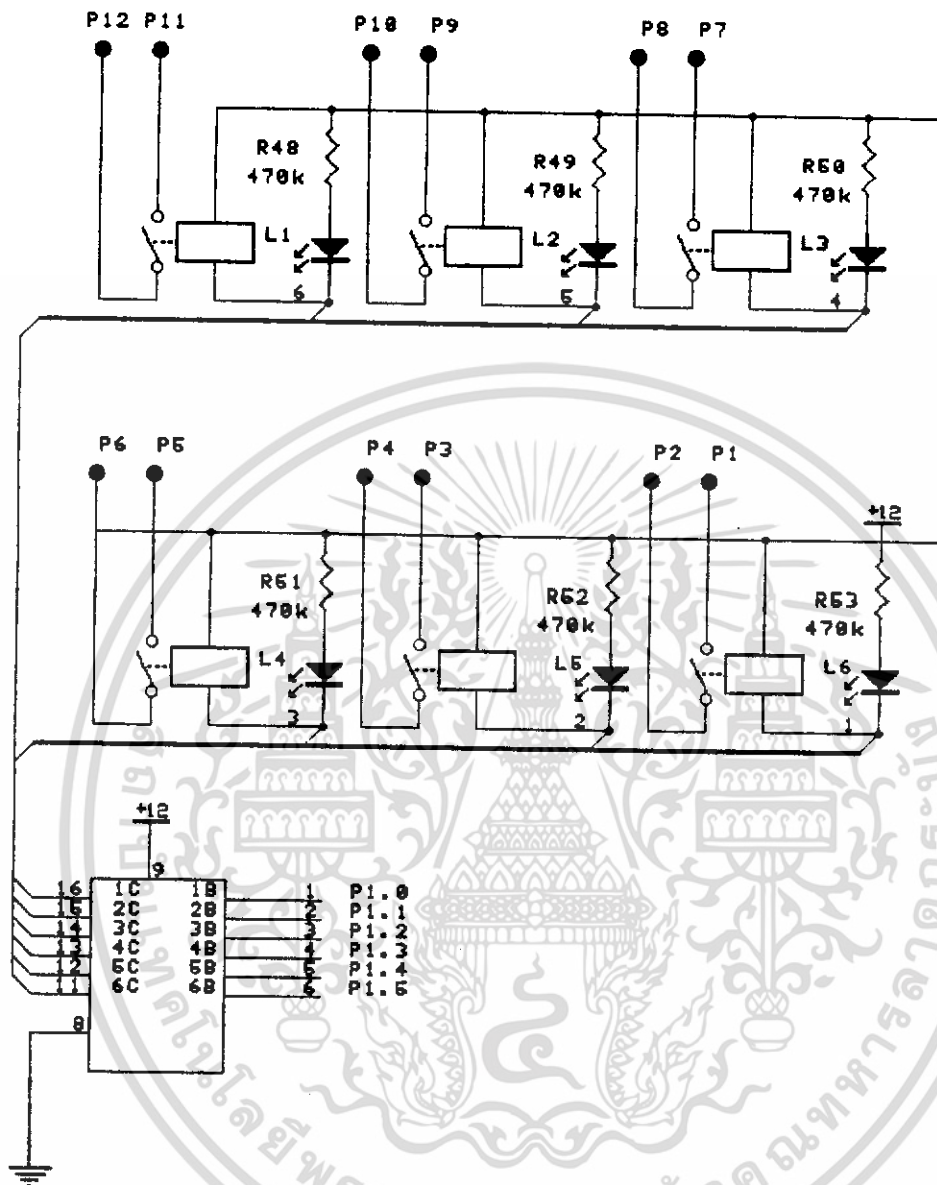 P12 P11 P10 P9 P8 P7
R48 R49 R50
470k 470k 470k
L1 L2 L3
6 5 4
P6 P5 P4 P3 P2 P1
+12
R51 R52 R53
470k 470k 470k
L4 L5 L6
3 2 1
+12
9
16 1C 1B 1 P1.0
15 2C 2B 2 P1.1
14 3C 3B 3 P1.2
13 4C 4B 4 P1.3
12 5C 5B 5 P1.4
11 6C 6B 6 P1.5
8